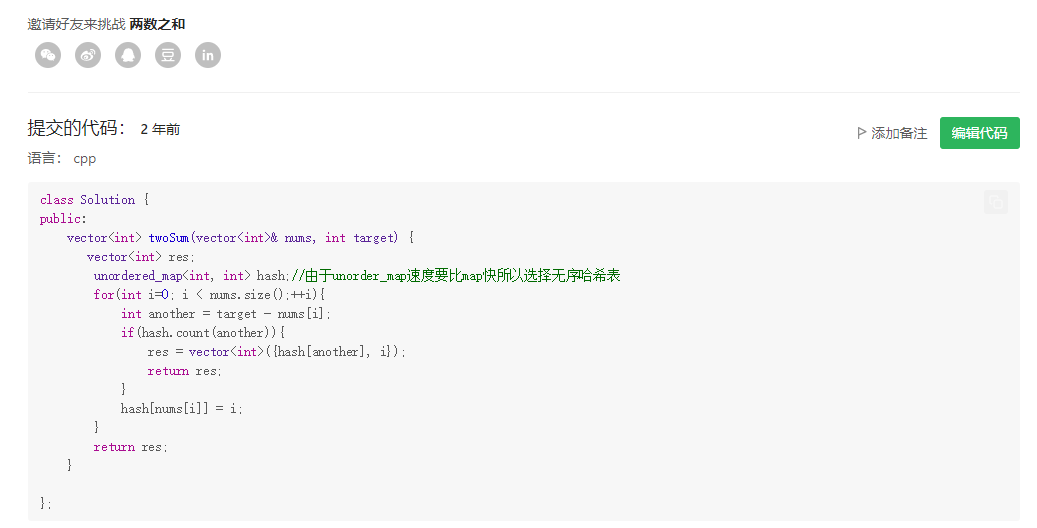 邀请好友来挑战 两数之和
豆 in
提交的代码： 2 年前
添加备注 编辑代码
语言： cpp
class Solution {
public:
    vector<int> twoSum(vector<int>& nums, int target) {
       vector<int> res;
        unordered_map<int, int> hash;//由于unorder_map速度要比map快所以选择无序哈希表
        for(int i=0; i < nums.size();++i){
            int another = target - nums[i];
            if(hash.count(another)){
                res = vector<int>({hash[another], i});
                return res;
            }
            hash[nums[i]] = i;
        }
        return res;
    }
};